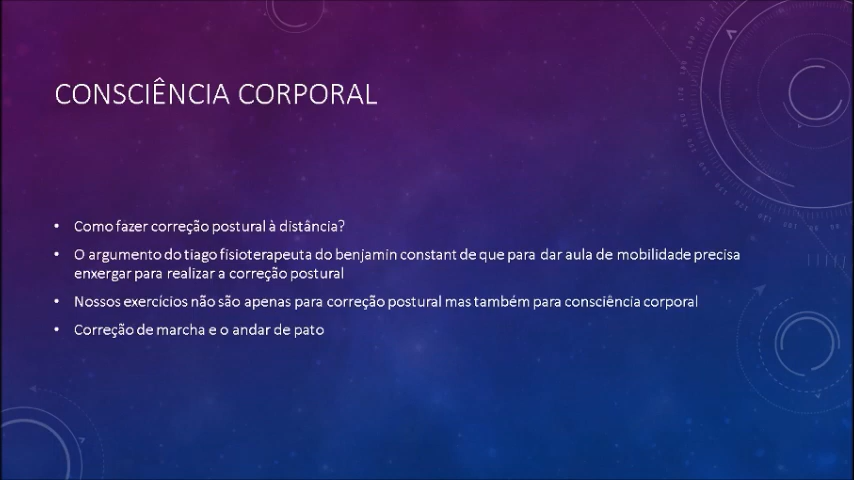 CONSCIÊNCIA CORPORAL
• Como fazer correção postural à distância?
• O argumento do tiago fisioterapeuta do benjamin constant de que para dar aula de mobilidade precisa
enxergar para realizar a correção postural
• Nossos exercícios não são apenas para correção postural mas também para consciência corporal
• Correção de marcha e o andar de pato